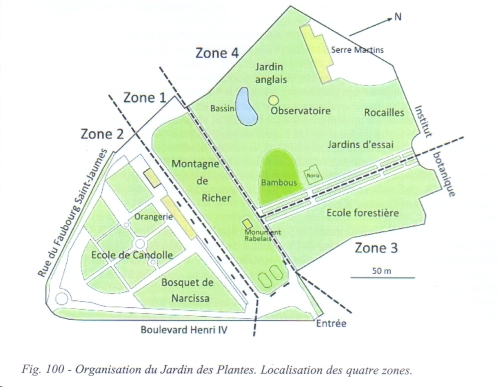 N
Zone 4
Serre Martins
Jardin
anglais
Zone 1
Bassin
Observatoire
Rocailles
Institut
botanique
Zone 2
Jardins d'essai
Montagne
de
Richer
Bambous
Rue du Faubourg Saint-Jaumes
Orangerie
Ecole forestière
Monument
Rabelais
Ecole de Candolle
Zone 3
Bosquet de
Narcissa
50 m
Entrée
Boulevard Henri IV
Fig. 100 - Organisation du Jardin des Plantes. Localisation des quatre zones.